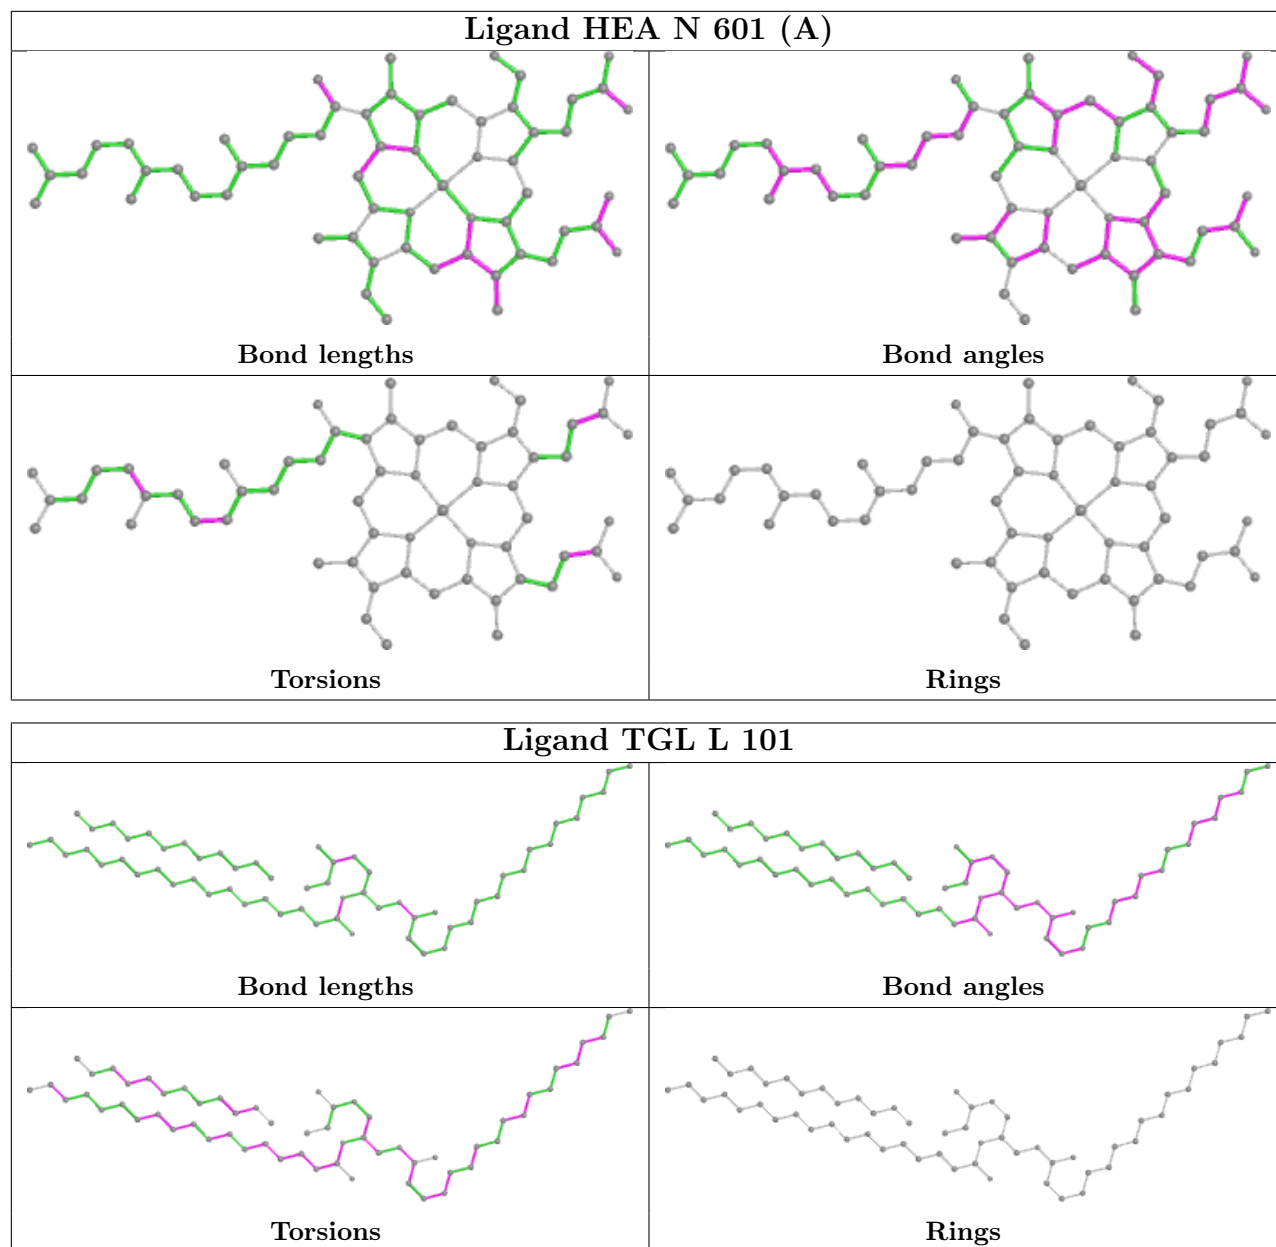 Ligand HEA N 601 (A)
Bond lengths
Bond angles
Torsions
Rings
Ligand TGL L 101
Bond lengths
Bond angles
Torsions
Rings